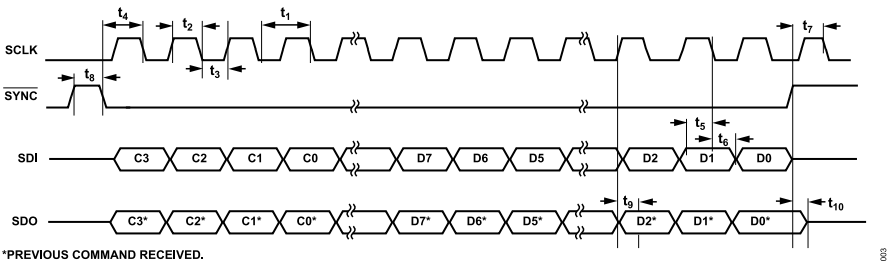 t4 t2 t1 t7
SCLK
t3
t8
SYNC
t5
t6
SDI C3 C2 C1 C0 D7 D6 D5 D2 D1 D0
t9
t10
SDO C3* C2* C1* C0* D7* D6* D5* D2* D1* D0*
*PREVIOUS COMMAND RECEIVED.
003